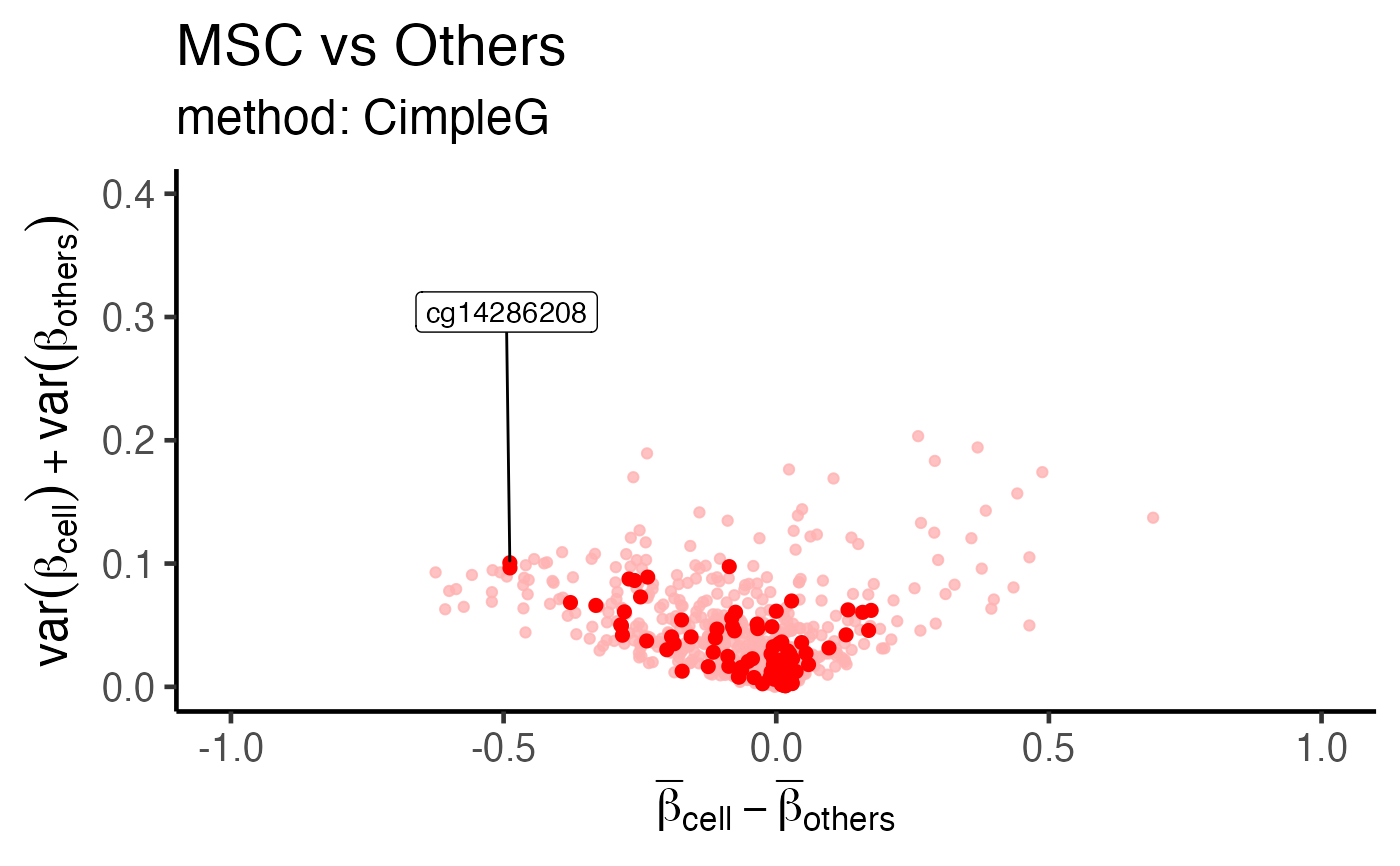 MSC vs Others
method: CimpleG
var(βcell) + var(βothers)
0.4
0.3
0.2
0.1
0.0
cg14286208
-1.0 -0.5 0.0 0.5 1.0
β̅cell − β̅others